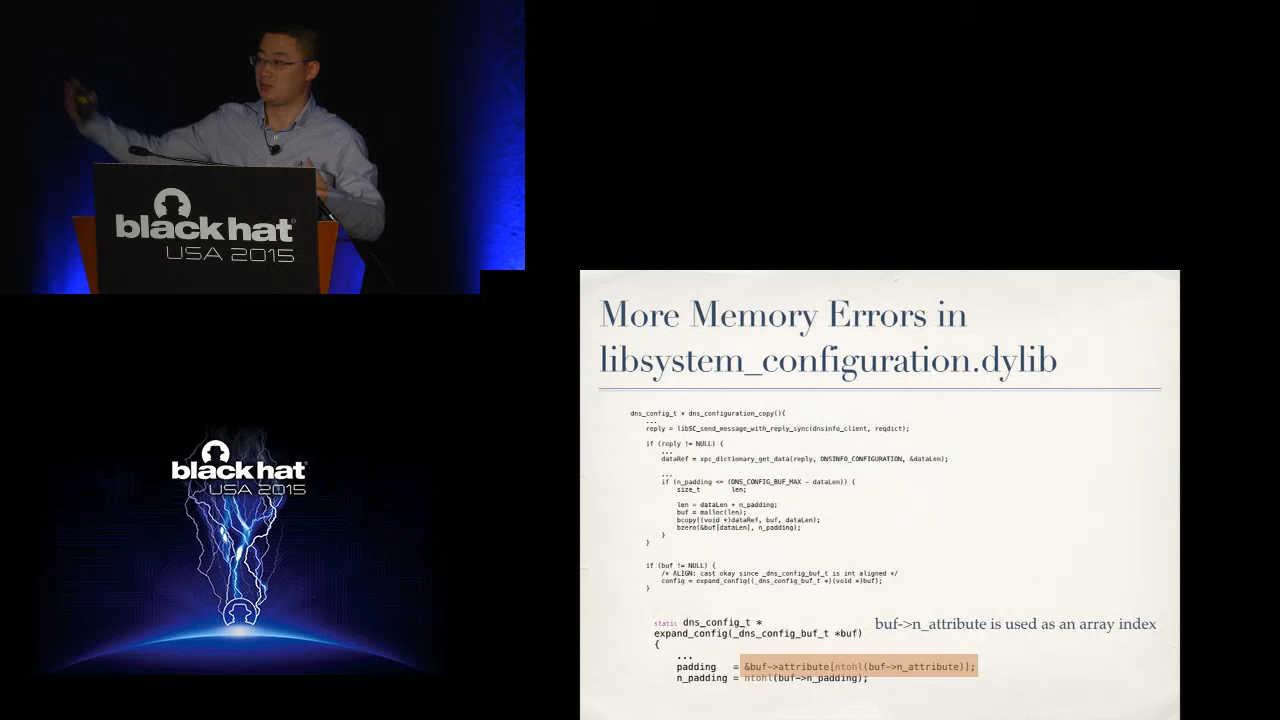 black hat
USA 2015
black hat
USA 2015
More Memory Errors in
libsystem_configuration.dylib
dns_config_t * dns_configuration_copy(){
...
reply = libSC_send_message_with_reply_sync(dnsinfo_client, reqdict);
if (reply != NULL) {
...
dataRef = xpc_dictionary_get_data(reply, DNSINFO_CONFIGURATION, &dataLen);
...
if (n_padding <= (DNS_CONFIG_BUF_MAX - dataLen)) {
size_t len;
len = dataLen + n_padding;
buf = malloc(len);
bcopy((void *)dataRef, buf, dataLen);
bzero(&buf[dataLen], n_padding);
}
}
if (buf != NULL) {
/* ALIGN: cast okay since _dns_config_buf_t is int aligned */
config = expand_config((_dns_config_buf_t *)(void *)buf);
}
static dns_config_t *
expand_config(_dns_config_buf_t *buf)
buf->n_attribute is used as an array index
{
...
padding = &buf->attribute[ntohl(buf->n_attribute)];
n_padding = ntohl(buf->n_padding);